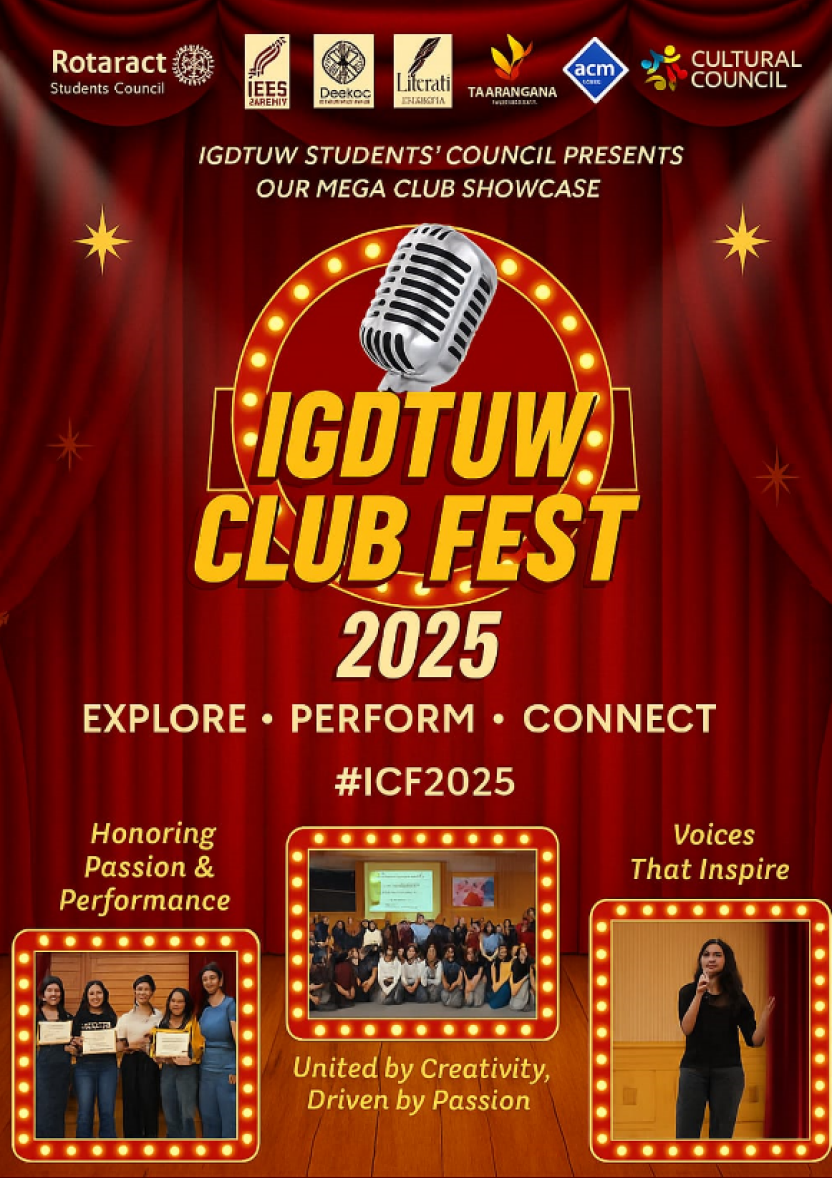 Rotaract
Students Council
IEES
Deekoc
Literati
TAARANGANA
acm
CULTURAL
COUNCIL
IGDTUW STUDENTS' COUNCIL PRESENTS
OUR MEGA CLUB SHOWCASE
IGDTUW
CLUB FEST
2025
EXPLORE • PERFORM • CONNECT
#ICF2025
Honoring
Passion &
Performance
Voices
That Inspire
United by Creativity,
Driven by Passion